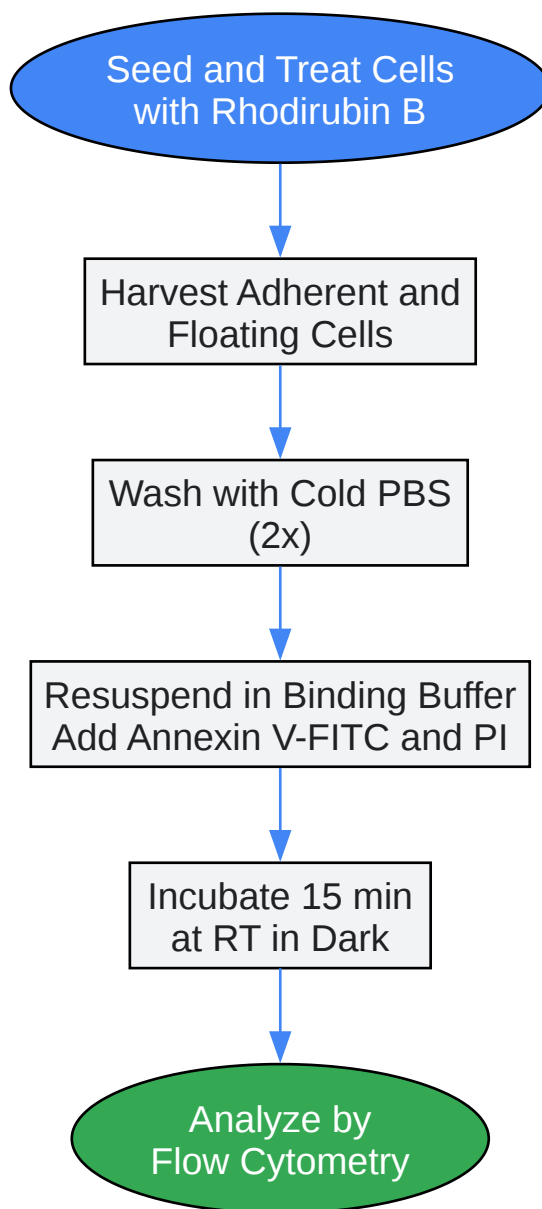 Seed and Treat Cells
with Rhodirubin B
Harvest Adherent and
Floating Cells
Wash with Cold PBS
(2x)
Resuspend in Binding Buffer
Add Annexin V-FITC and PI
Incubate 15 min
at RT in Dark
Analyze by
Flow Cytometry